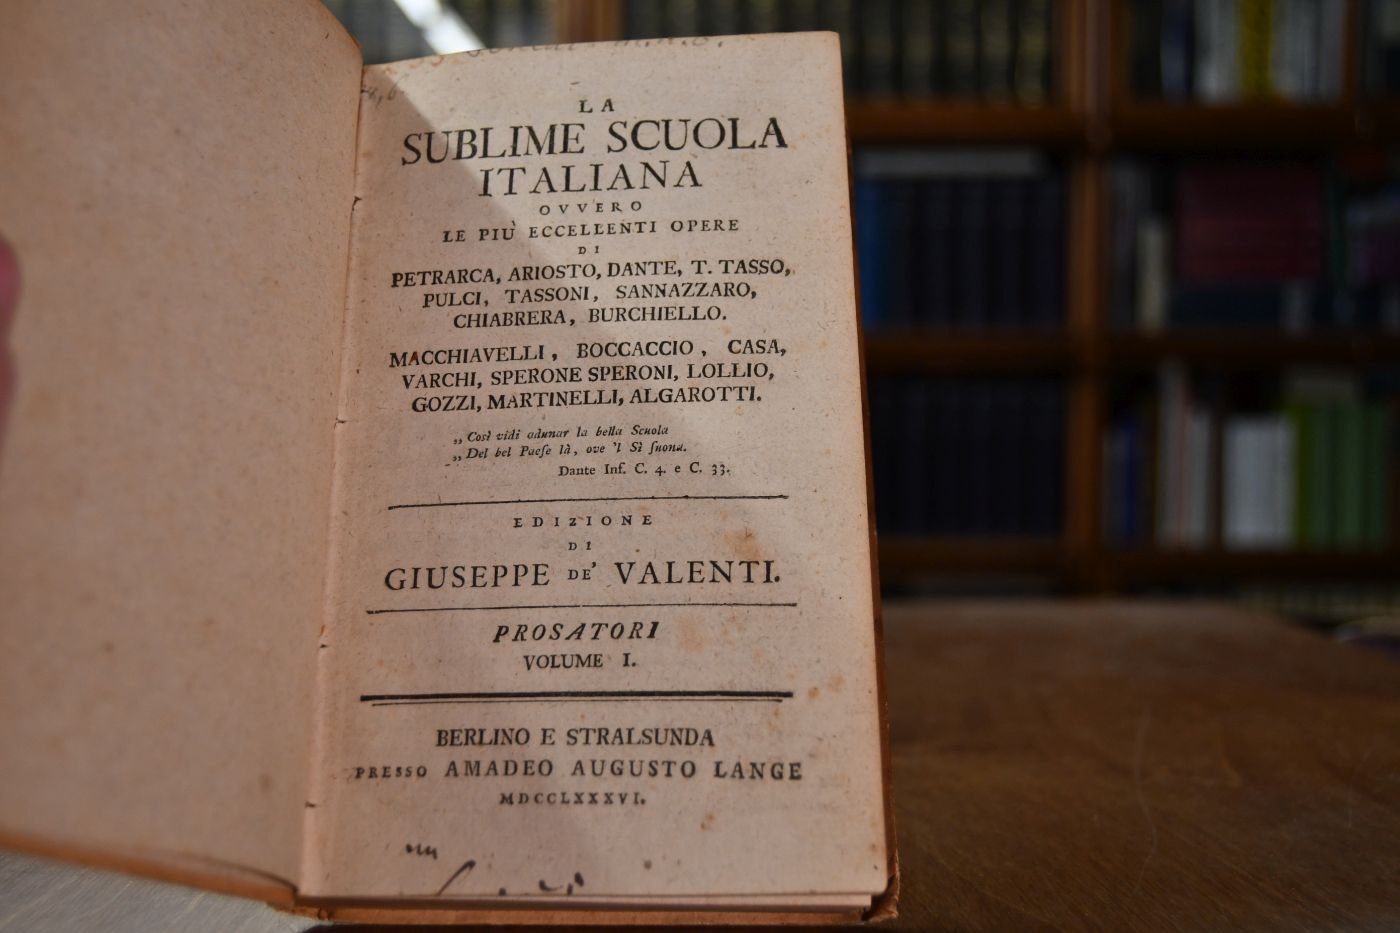 LA
SUBLIME SCUOLA
ITALIANA
OVVERO
LE PIÙ ECCELLENTI OPERE
DI
PETRARCA, ARIOSTO, DANTE, T. TASSO,
PULCI, TASSONI, SANNAZZARO,
CHIABRERA, BURCHIELLO.
MACCHIAVELLI, BOCCACCIO, CASA,
VARCHI, SPERONE SPERONI, LOLLIO,
GOZZI, MARTINELLI, ALGAROTTI.
„ Così vidi adunar la bella Scuola
„ Del bel Paeſe là, ove 'l Sì ſuona.
Dante Inf. C. 4. e C. 33.
EDIZIONE
DI
GIUSEPPE DE' VALENTI.
PROSATORI
VOLUME I.
BERLINO E STRALSUNDA
PRESSO AMADEO AUGUSTO LANGE
MDCCLXXXVI.